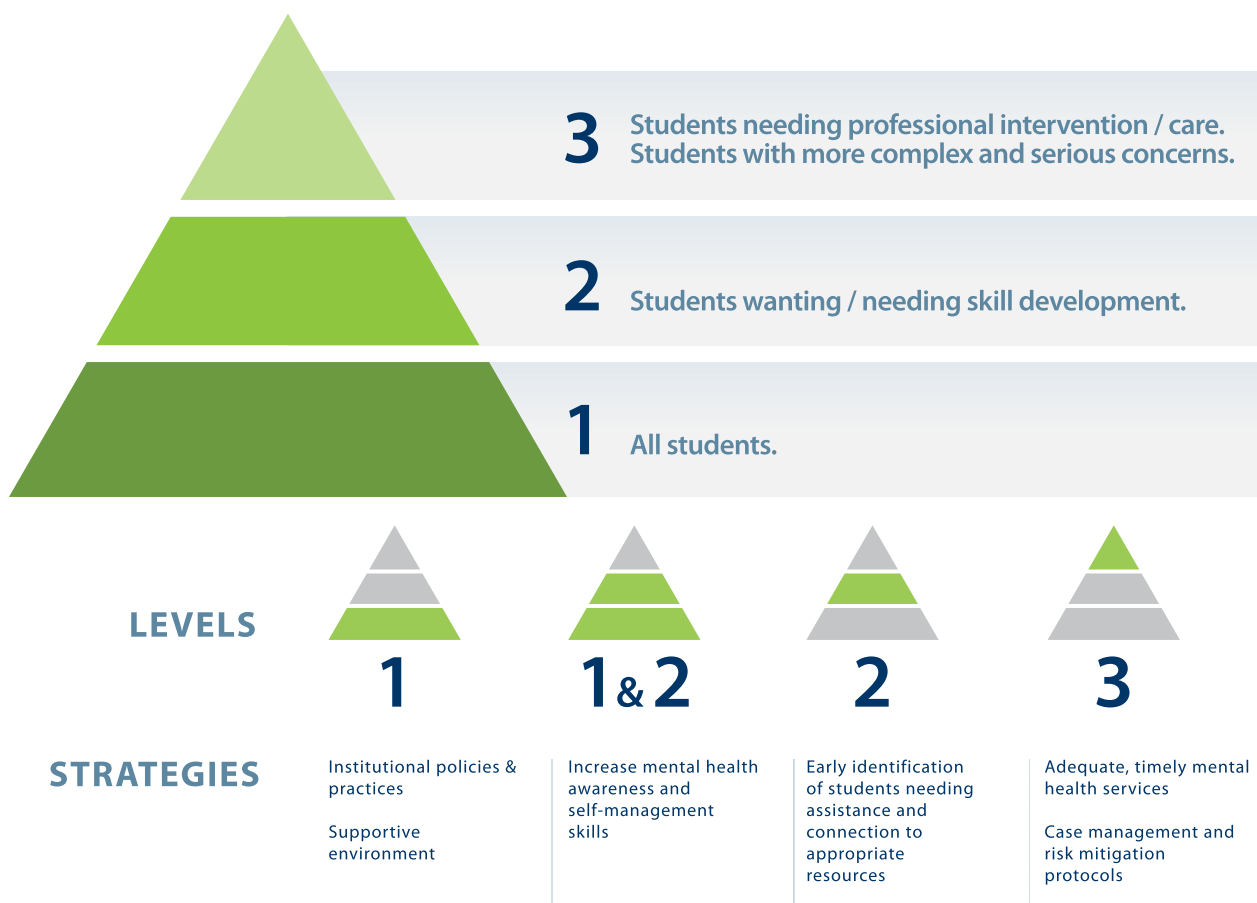 3
Students needing professional intervention / care.
Students with more complex and serious concerns.
2
Students wanting / needing skill development.
1
All students.
LEVELS
1
1 & 2
2
3
STRATEGIES
Institutional policies &
practices
Supportive
environment
Increase mental health
awareness and
self-management
skills
Early identification
of students needing
assistance and
connection to
appropriate
resources
Adequate, timely mental
health services
Case management and
risk mitigation
protocols